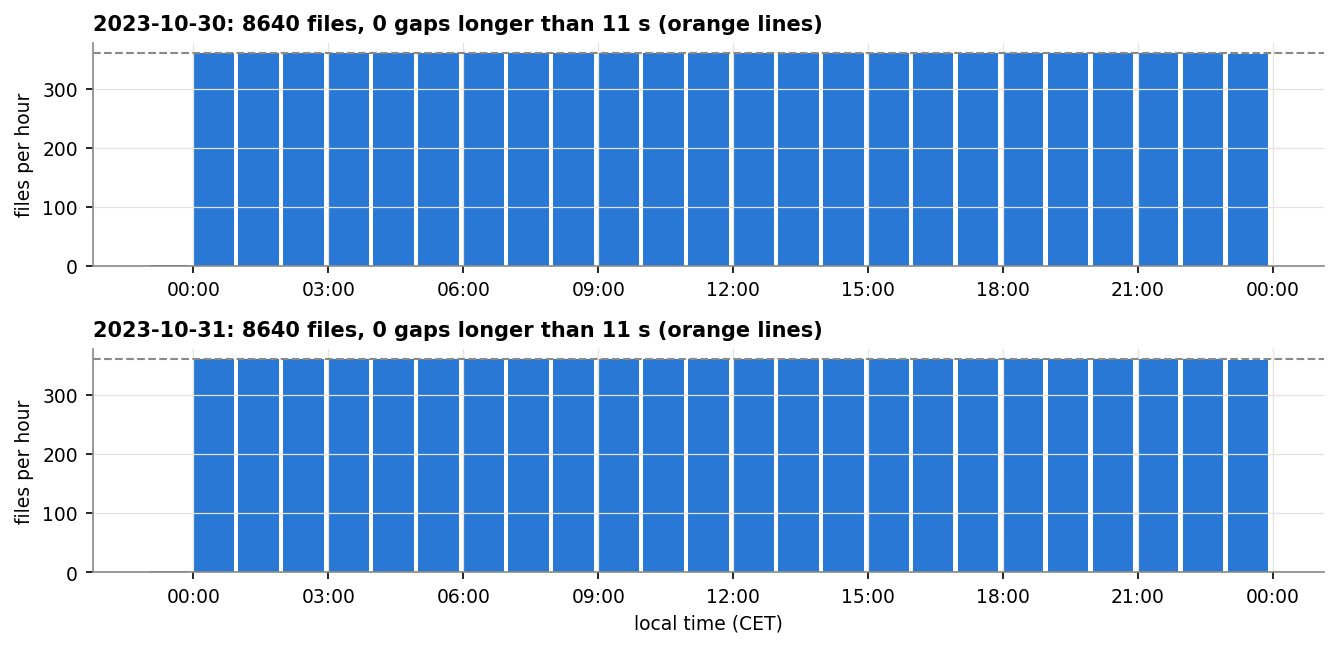 2023-10-30: 8640 files, 0 gaps longer than 11 s (orange lines)
files per hour
300
200
100
0
00:00 03:00 06:00 09:00 12:00 15:00 18:00 21:00 00:00
2023-10-31: 8640 files, 0 gaps longer than 11 s (orange lines)
files per hour
300
200
100
0
00:00 03:00 06:00 09:00 12:00 15:00 18:00 21:00 00:00
local time (CET)